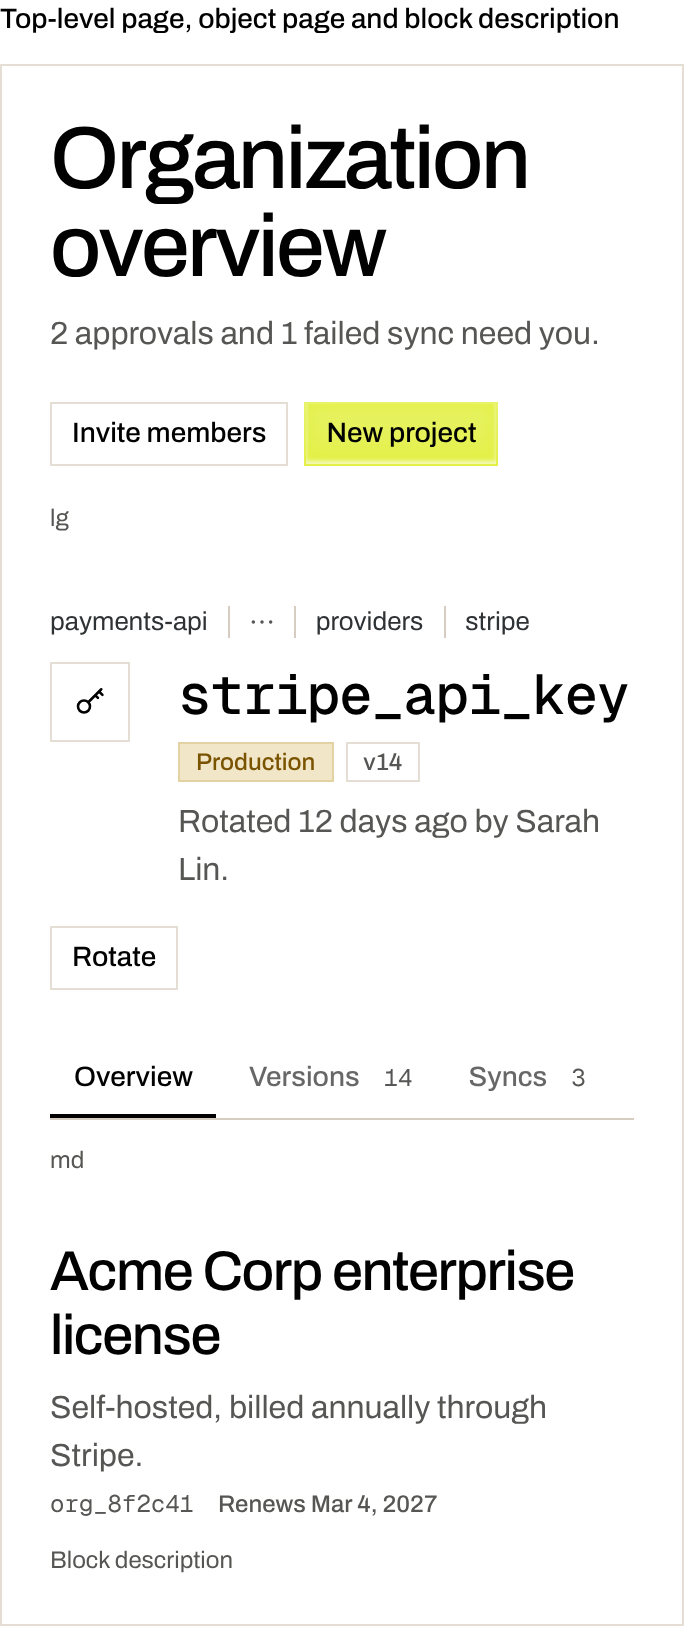 Top-level page, object page and block description
Organization
overview
2 approvals and 1 failed sync need you.
Invite members New project
lg
payments-api ··· providers stripe
stripe_api_key
Production v14
Rotated 12 days ago by Sarah
Lin.
Rotate
Overview Versions 14 Syncs 3
md
Acme Corp enterprise
license
Self-hosted, billed annually through
Stripe.
org_8f2c41 Renews Mar 4, 2027
Block description